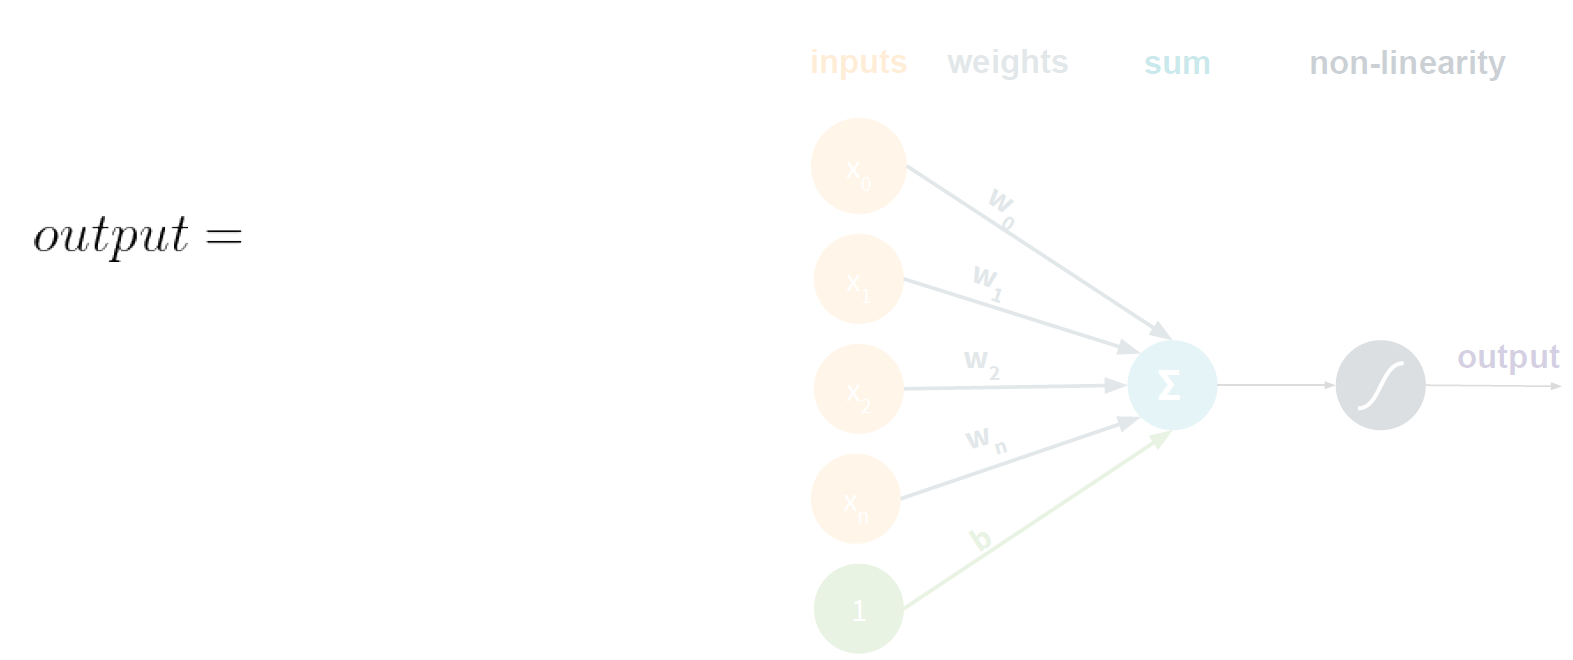 inputs weights sum non-linearity
x0
w0
output =
x1
w1
w2
output
x2
Σ
wn
xn
b
1